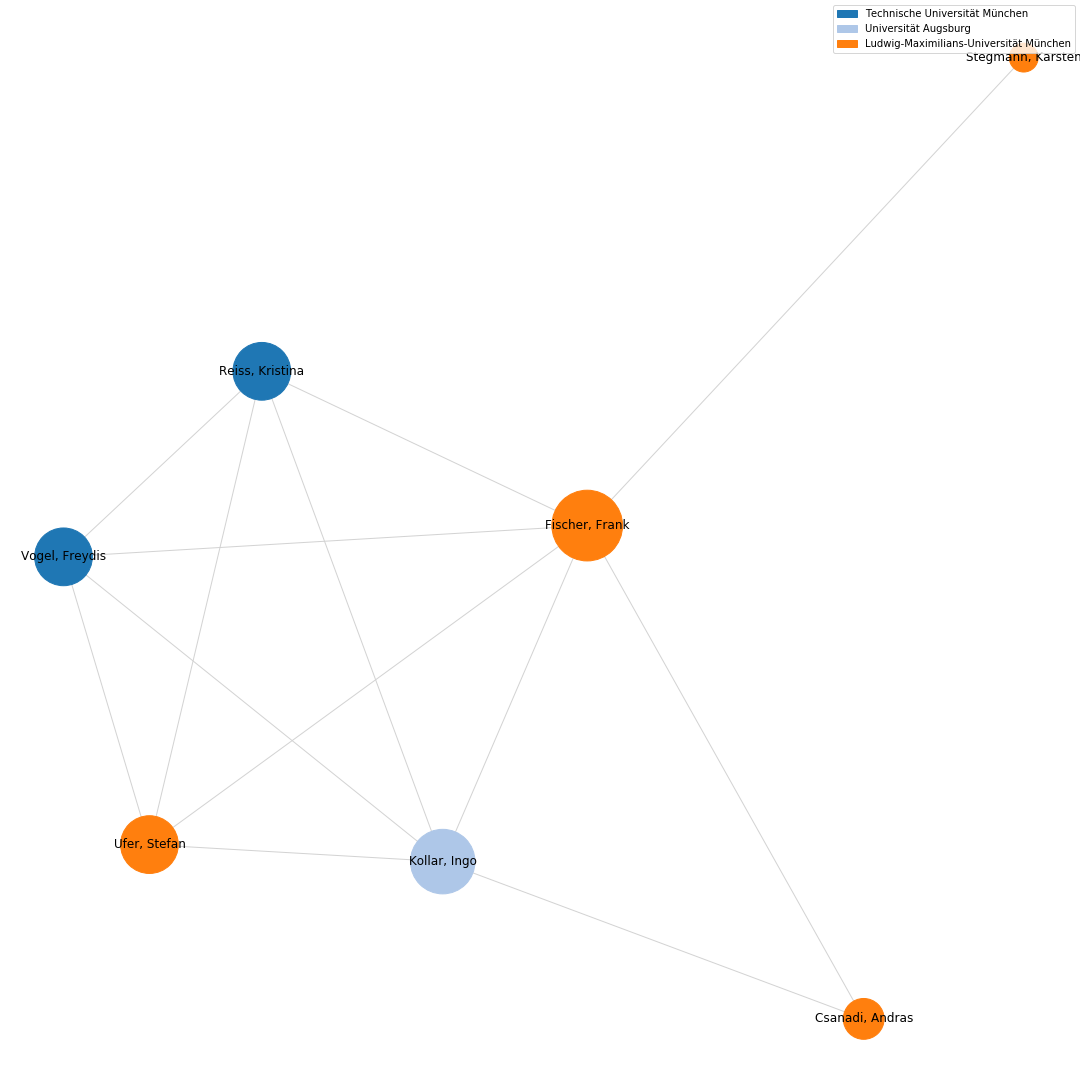 Technische Universität München
Universität Augsburg
Ludwig-Maximilians-Universität München
Stegmann, Karsten
Reiss, Kristina
Fischer, Frank
Vogel, Freydis
Ufer, Stefan
Kollar, Ingo
Csanadi, Andras